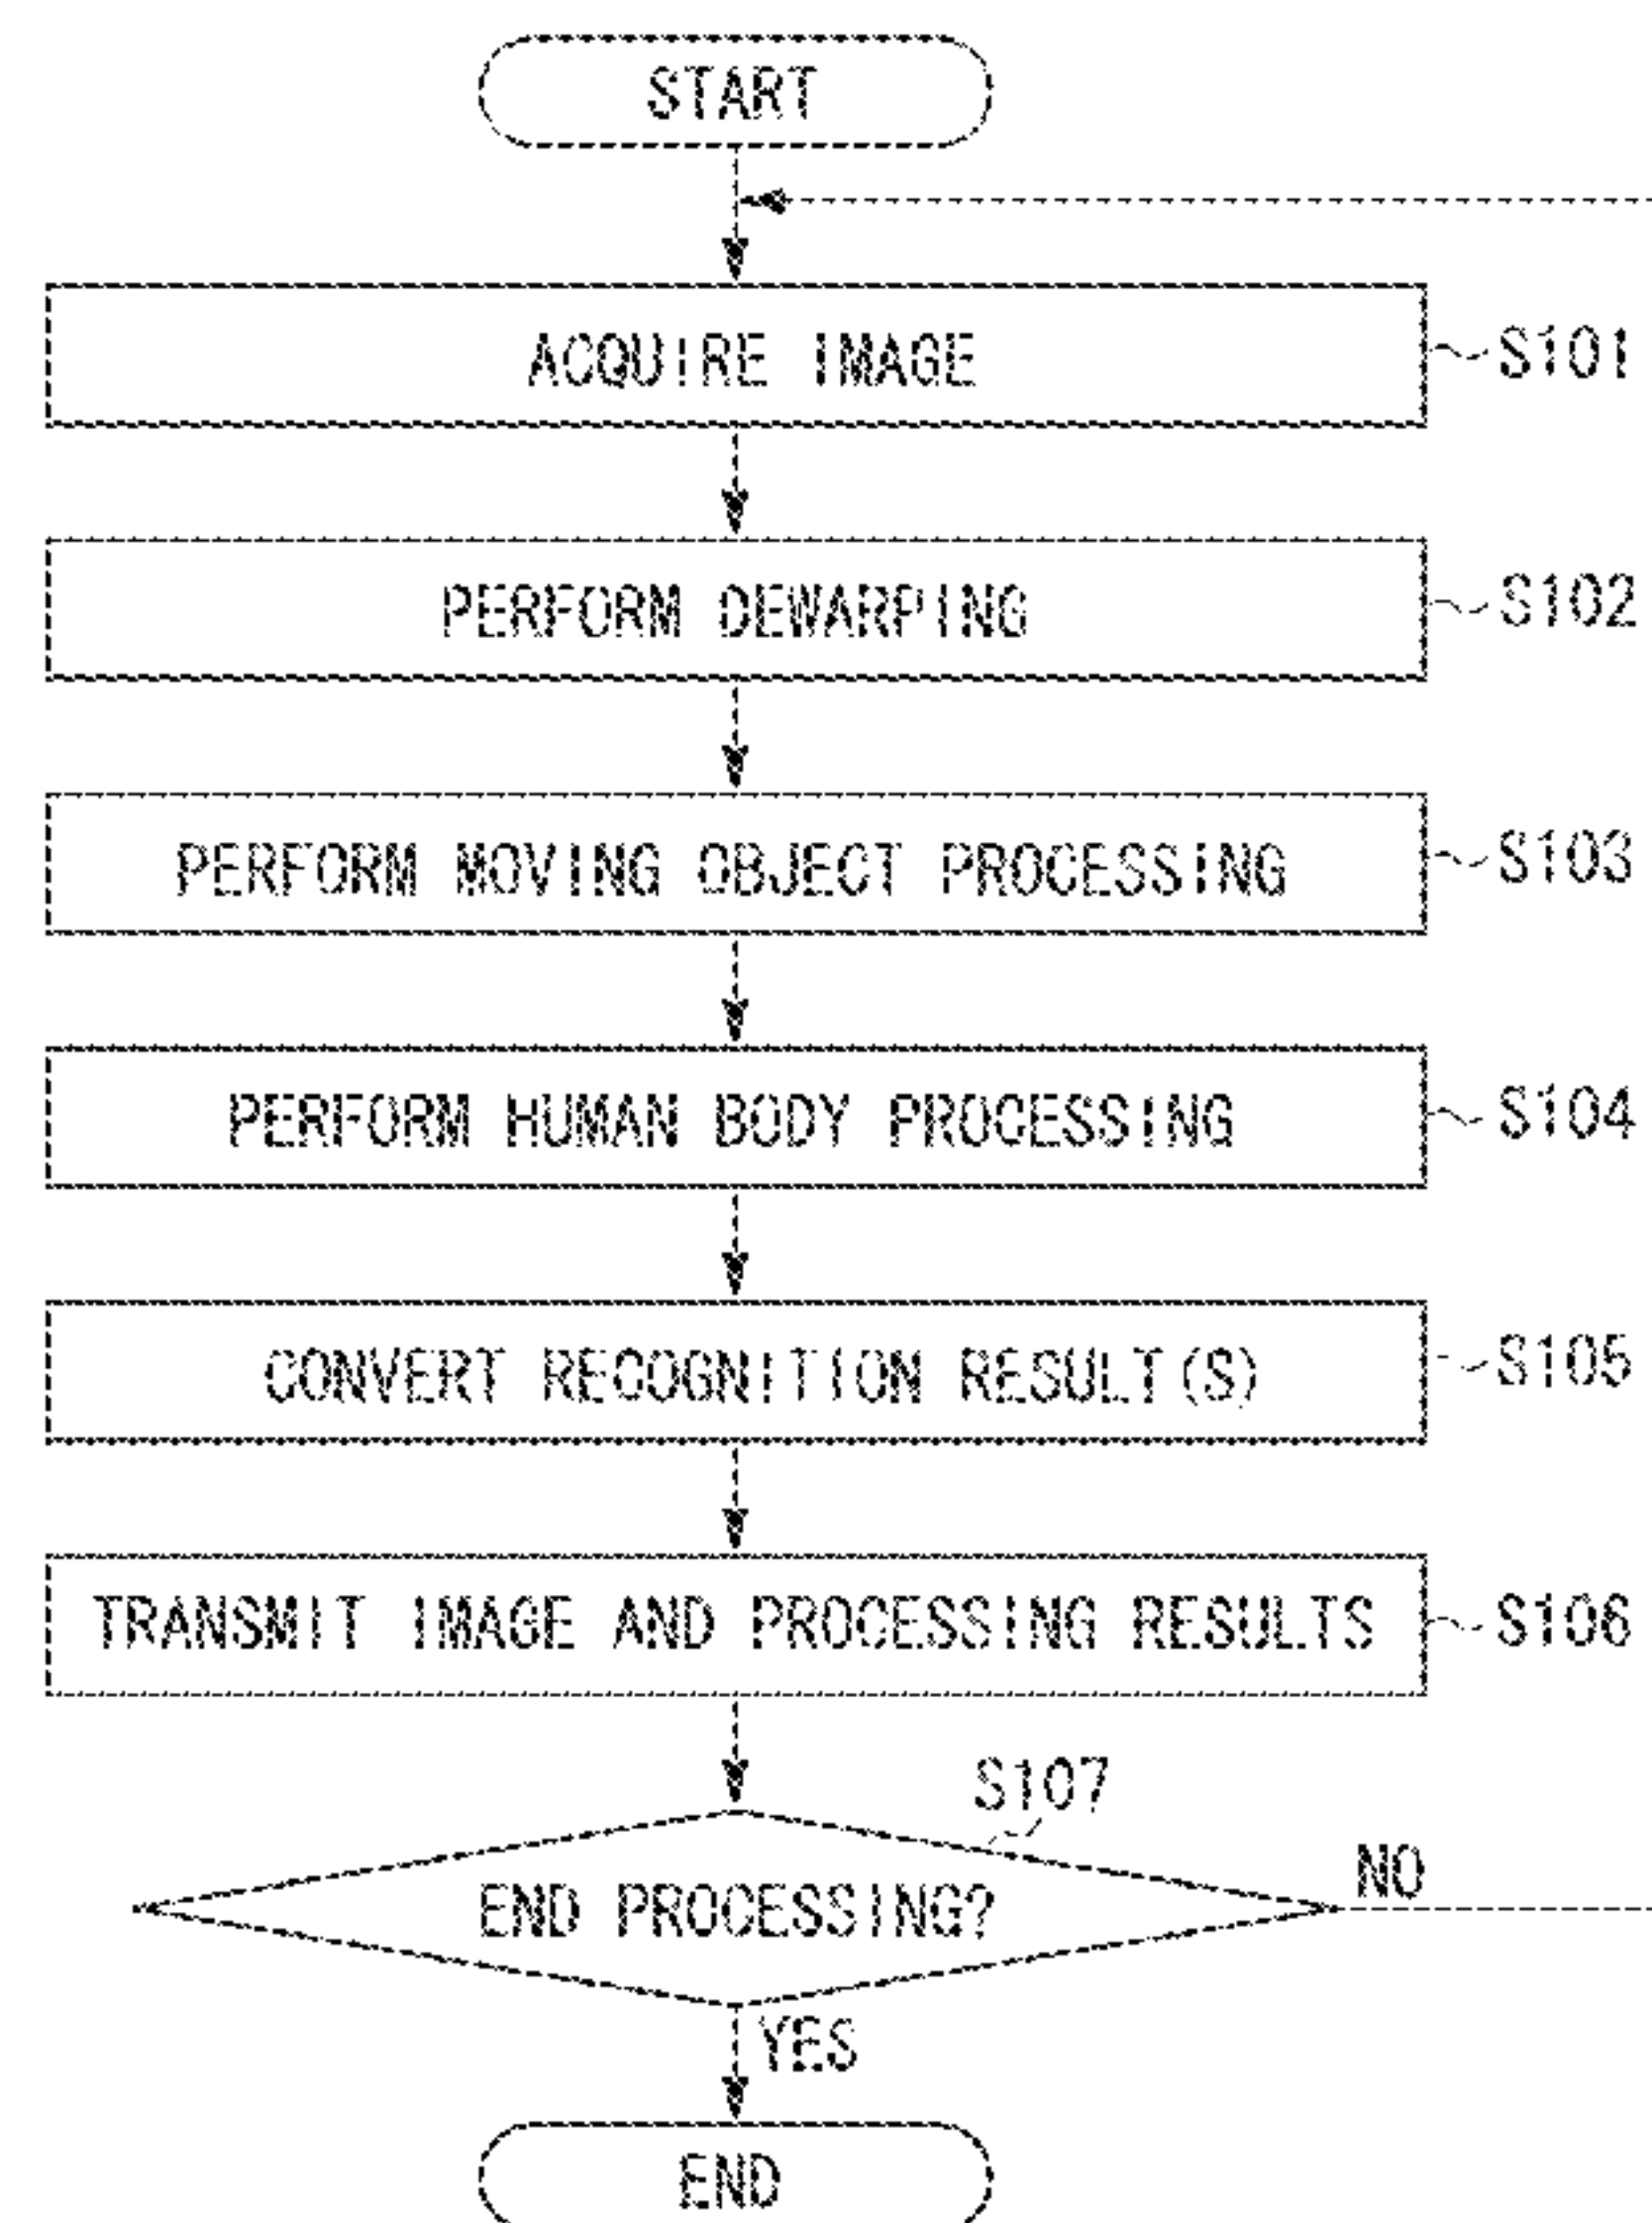 START
ACQUIRE IMAGE
S101
PERFORM DEWARPING
S102
PERFORM MOVING OBJECT PROCESSING
S103
PERFORM HUMAN BODY PROCESSING
S104
CONVERT RECOGNITION RESULT(S)
S105
TRANSMIT IMAGE AND PROCESSING RESULTS
S106
S107
END PROCESSING?
NO
YES
END